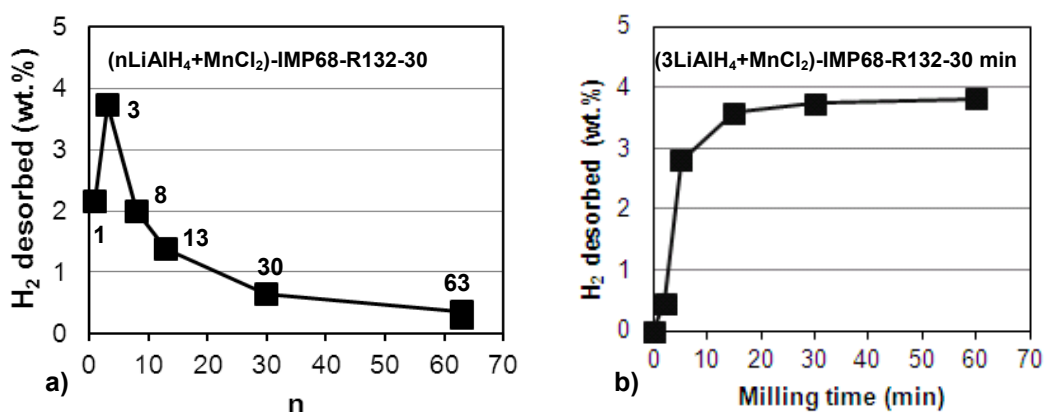 5
4
3
2
1
0
H₂ desorbed (wt.%)
(nLiAlH₄+MnCl₂)-IMP68-R132-30
3
1
8
13
30
63
0 10 20 30 40 50 60 70
n
a)
5
4
3
2
1
0
H₂ desorbed (wt.%)
(3LiAlH₄+MnCl₂)-IMP68-R132-30 min
0 10 20 30 40 50 60 70
Milling time (min)
b)